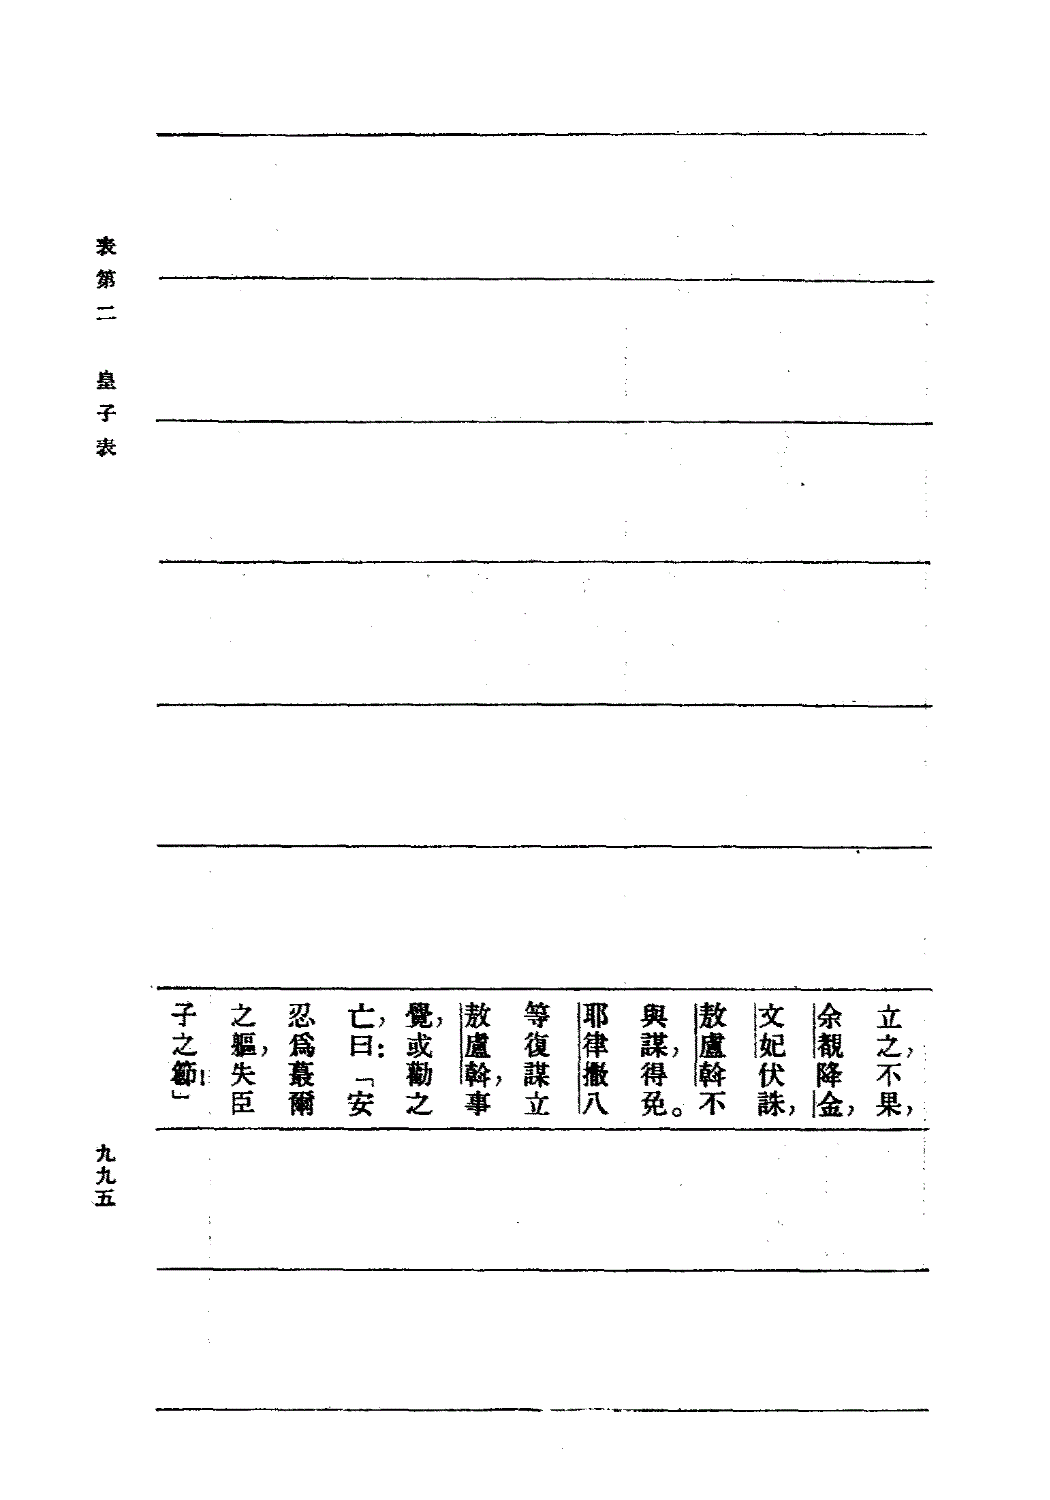 立之，不果，
余覩降金，
文妃伏誅，
敖盧斡不
與謀，得免。
耶律撒八
等復謀立
敖盧斡，事
覺，或勸之
亡，曰：「安
忍爲蕞爾
之軀，失臣
子之節！」
表第二　皇子表
九九五